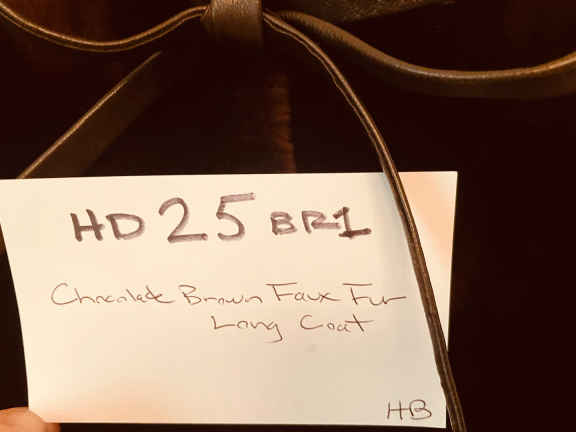 HD 25 BR1
Chocolate Brown Faux Fur
Long Coat
HB